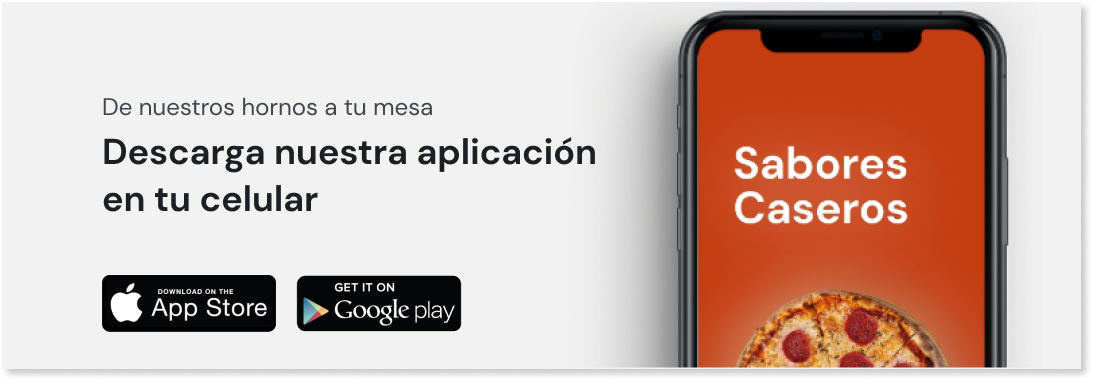 De nuestros hornos a tu mesa
Descarga nuestra aplicación
en tu celular
DOWNLOAD ON THE
App Store
GET IT ON
Google play
Sabores
Caseros